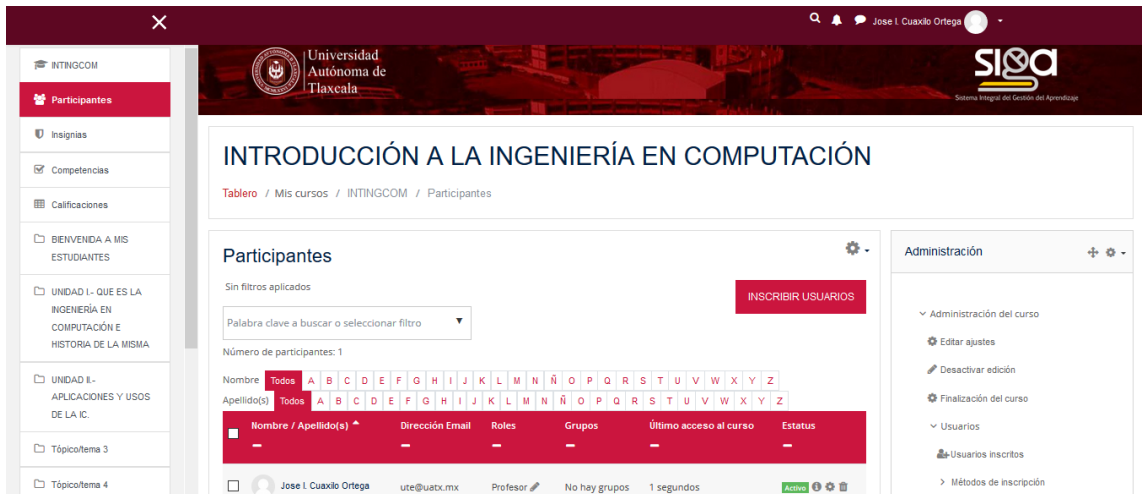 Jose I. Cuaxilo Ortega
Universidad
Autónoma de
Tlaxcala
siga
Sistema Integral del Gestión del Aprendizaje
INTINGCOM
Participantes
Insignias
Competencias
Calificaciones
BIENVENIDA A MIS
ESTUDIANTES
UNIDAD I.- QUE ES LA
INGENIERÍA EN
COMPUTACIÓN E
HISTORIA DE LA MISMA
UNIDAD II.-
APLICACIONES Y USOS
DE LA IC.
Tópico/tema 3
Tópico/tema 4
INTRODUCCIÓN A LA INGENIERÍA EN COMPUTACIÓN
Tablero / Mis cursos / INTINGCOM / Participantes
Participantes
Sin filtros aplicados
INSCRIBIR USUARIOS
Palabra clave a buscar o seleccionar filtro
Número de participantes: 1
Nombre Todos A B C D E F G H I J K L M N Ñ O P Q R S T U V W X Y Z
Apellido(s) Todos A B C D E F G H I J K L M N Ñ O P Q R S T U V W X Y Z
Nombre / Apellido(s) Dirección Email Roles Grupos Último acceso al curso Estatus
Jose I. Cuaxilo Ortega ute@uatx.mx Profesor No hay grupos 1 segundos Activo
Administración
Administración del curso
Editar ajustes
Desactivar edición
Finalización del curso
Usuarios
Usuarios inscritos
Métodos de inscripción